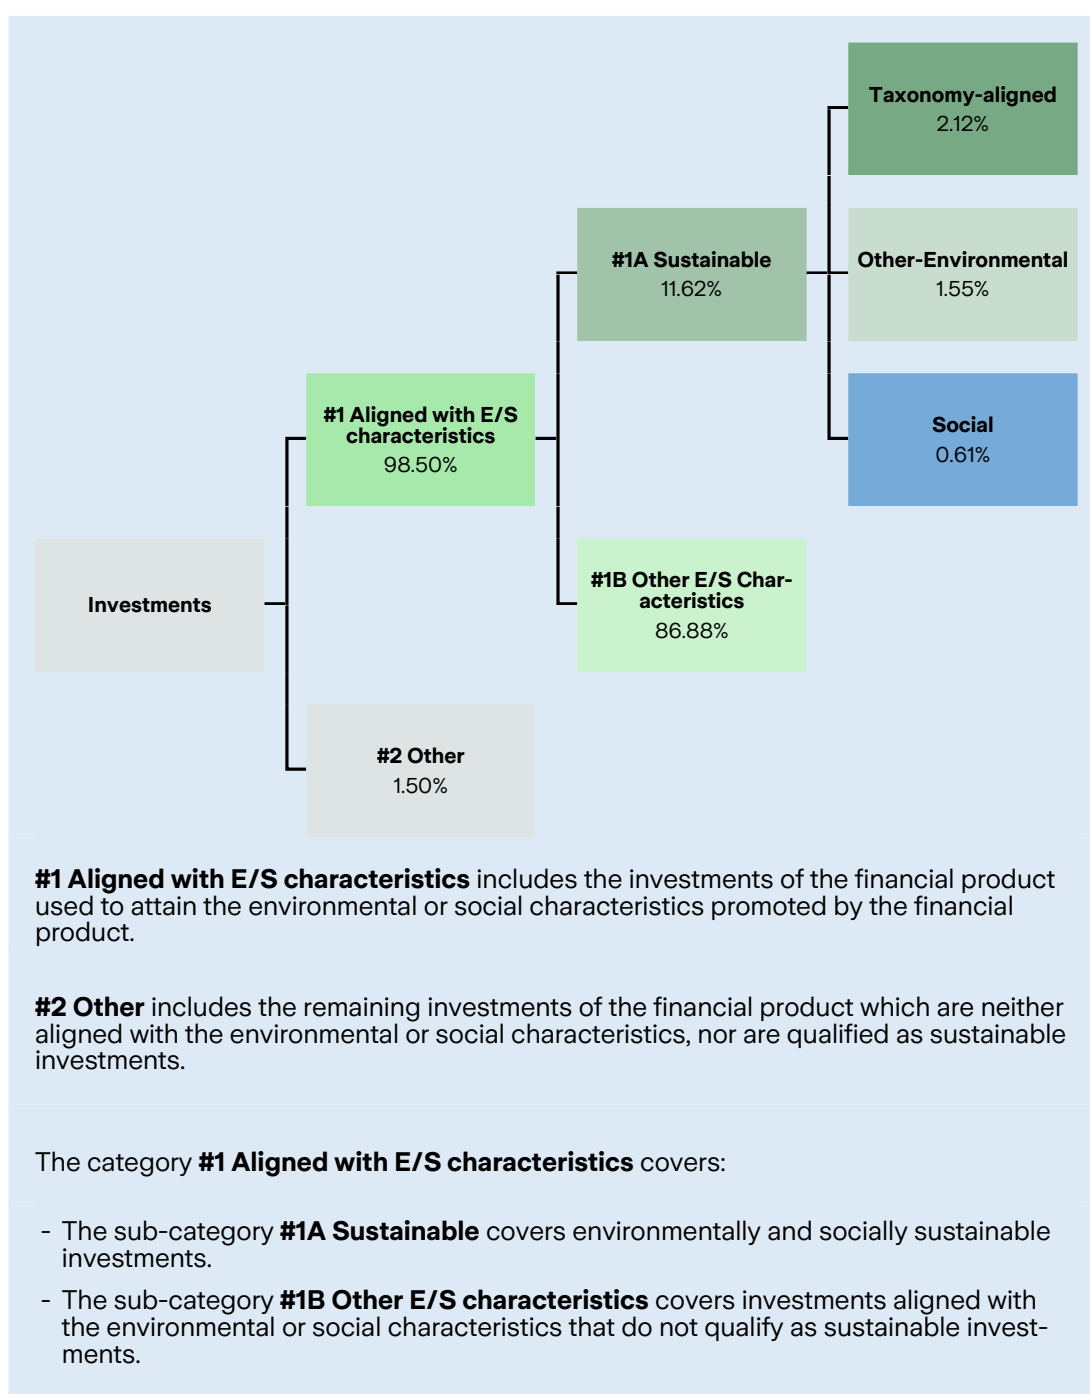 Taxonomy-aligned
2.12%
#1A Sustainable
11.62%
Other-Environmental
1.55%
#1 Aligned with E/S
characteristics
98.50%
Social
0.61%
Investments
#1B Other E/S Char-
acteristics
86.88%
#2 Other
1.50%
#1 Aligned with E/S characteristics includes the investments of the financial product
used to attain the environmental or social characteristics promoted by the financial
product.
#2 Other includes the remaining investments of the financial product which are neither
aligned with the environmental or social characteristics, nor are qualified as sustainable
investments.
The category #1 Aligned with E/S characteristics covers:
- The sub-category #1A Sustainable covers environmentally and socially sustainable
investments.
- The sub-category #1B Other E/S characteristics covers investments aligned with
the environmental or social characteristics that do not qualify as sustainable invest-
ments.